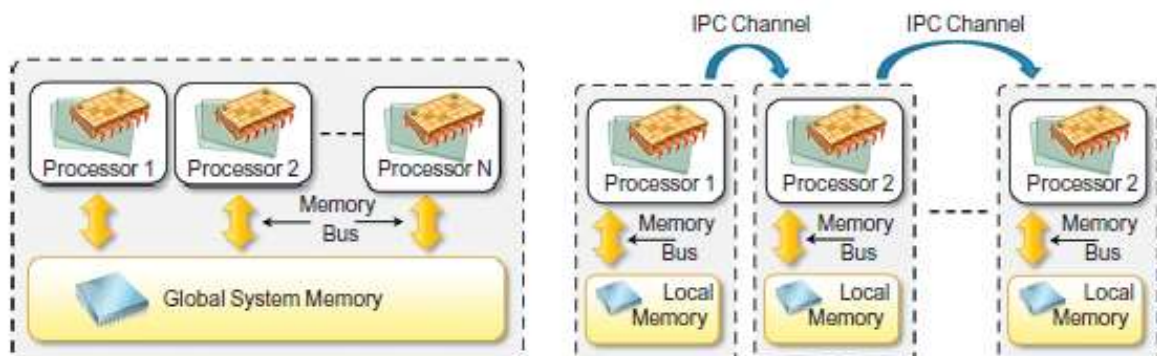 Processor 1
Processor 2
Processor N
Memory
Bus
Global System Memory
IPC Channel
IPC Channel
Processor 1
Processor 2
Processor 2
Memory
Bus
Memory
Bus
Memory
Bus
Local
Memory
Local
Memory
Local
Memory